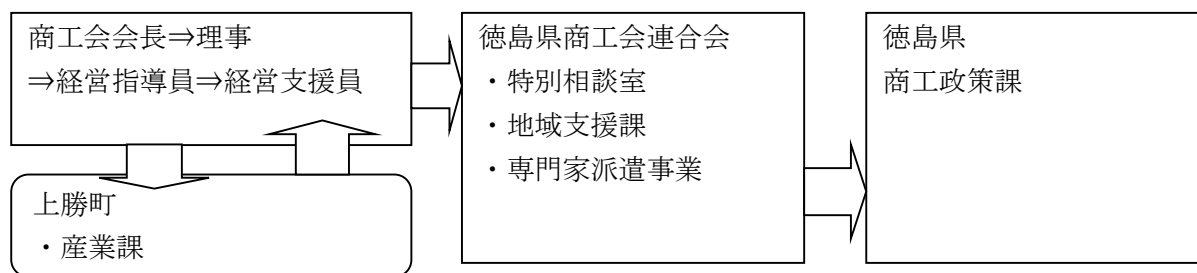 商工会会長⇒理事
⇒経営指導員⇒経営支援員
上勝町
・産業課
徳島県商工会連合会
・特別相談室
・地域支援課
・専門家派遣事業
徳島県
商工政策課